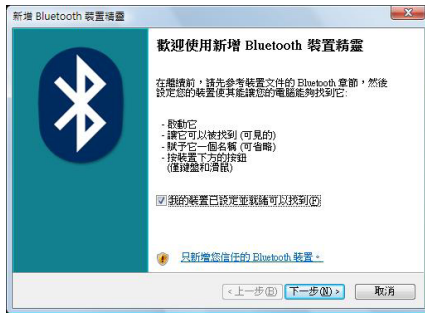 新增 Bluetooth 裝置精靈
歡迎使用新增 Bluetooth 裝置精靈
在繼續前，請先參考裝置文件的 Bluetooth 章節，然後
設定您的裝置使其能讓您的電腦能夠找到它:
- 啟動它
- 讓它可以被找到 (可見的)
- 賦予它一個名稱 (可省略)
- 按裝置下方的按鈕
(僅鍵盤和滑鼠)
我的裝置已設定並就緒可以找到(F)
只新增您信任的 Bluetooth 裝置。
<上一步(B)
下一步(N) >
取消